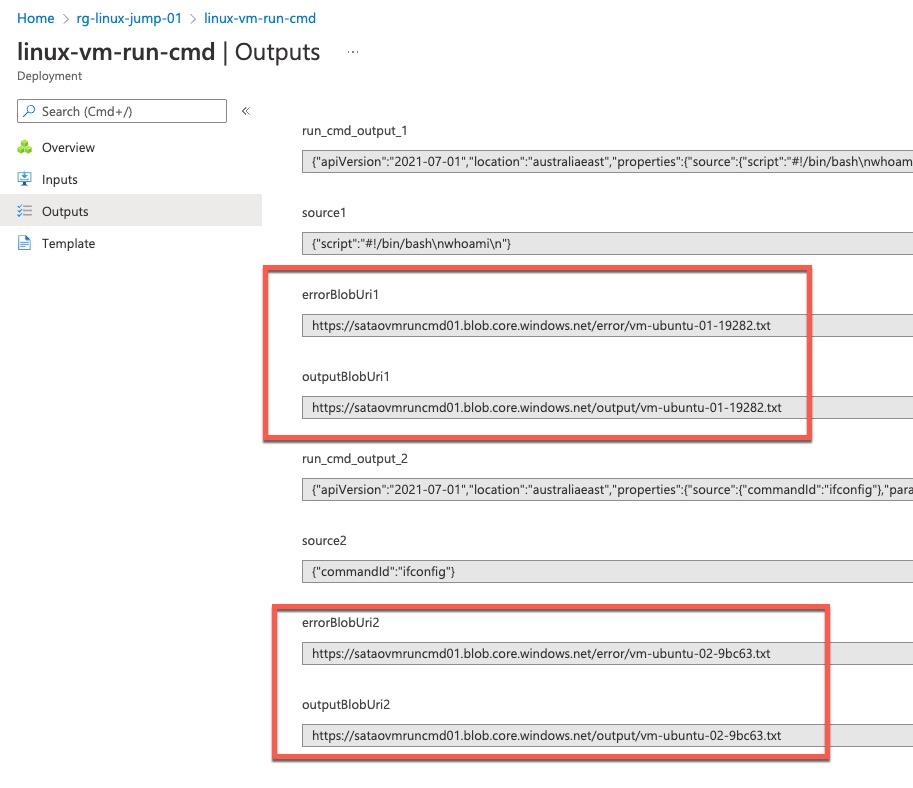 Home > rg-linux-jump-01 > linux-vm-run-cmd
linux-vm-run-cmd | Outputs ...
Deployment
Search (Cmd+/) «
Overview
Inputs
Outputs
Template
run_cmd_output_1
{"apiVersion":"2021-07-01","location":"australiaeast","properties":{"source":{"script":"#!/bin/bash\nwhoam
source1
{"script":"#!/bin/bash\nwhoami\n"}
errorBlobUri1
https://sataovmruncmd01.blob.core.windows.net/error/vm-ubuntu-01-19282.txt
outputBlobUri1
https://sataovmruncmd01.blob.core.windows.net/output/vm-ubuntu-01-19282.txt
run_cmd_output_2
{"apiVersion":"2021-07-01","location":"australiaeast","properties":{"source":{"commandId":"ifconfig"},"para
source2
{"commandId":"ifconfig"}
errorBlobUri2
https://sataovmruncmd01.blob.core.windows.net/error/vm-ubuntu-02-9bc63.txt
outputBlobUri2
https://sataovmruncmd01.blob.core.windows.net/output/vm-ubuntu-02-9bc63.txt